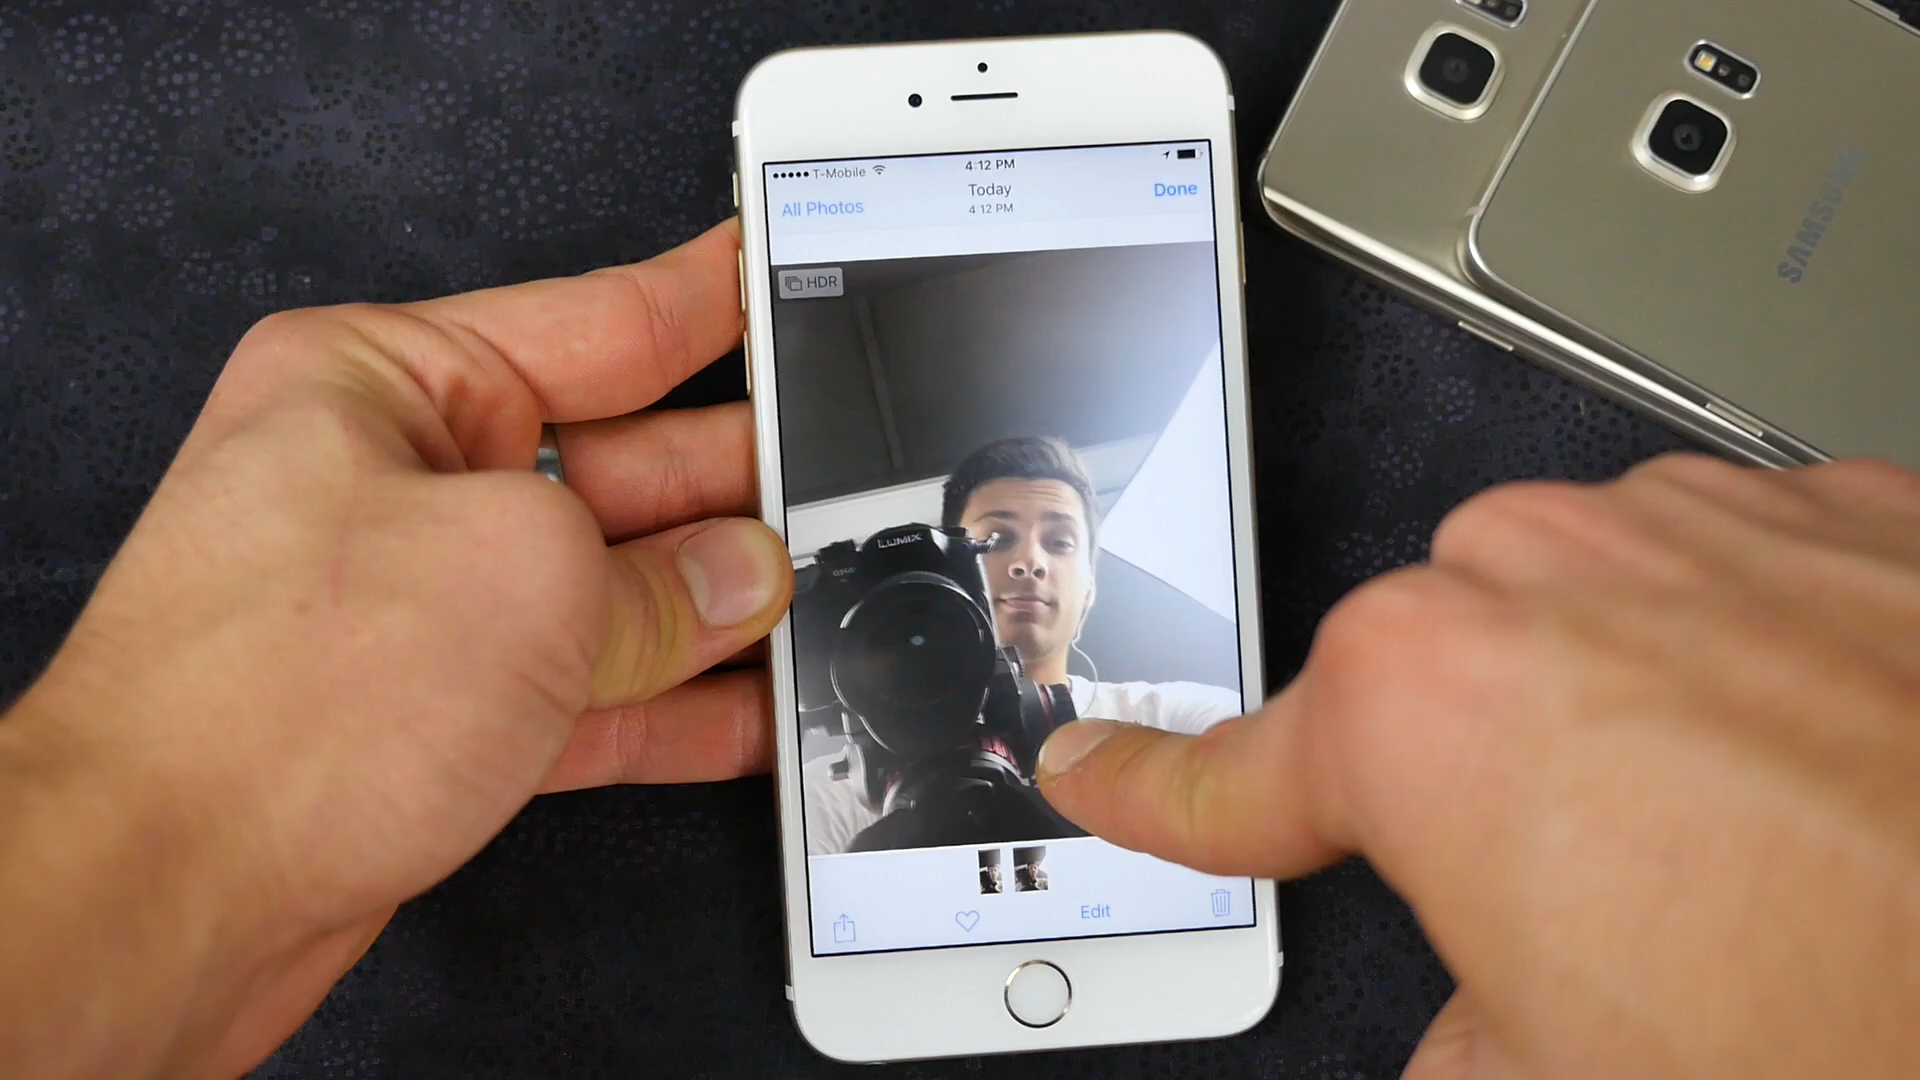 T-Mobile
4:12 PM
Today
4:12 PM
All Photos
Done
HDR
LUMIX
Edit
SAMSUNG